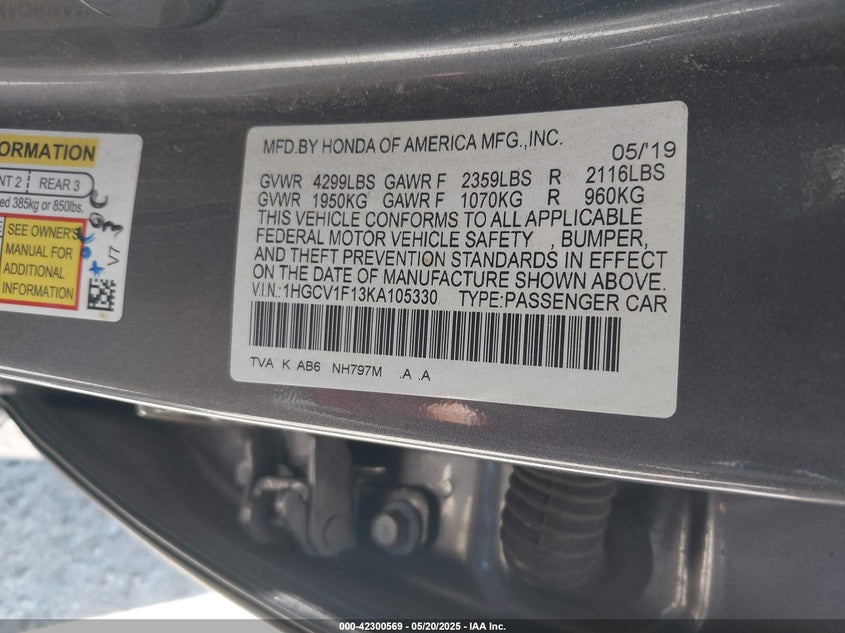 ORMATION
NT 2 | REAR 3
ed 385kg or 850lbs.
SEE OWNER'S
MANUAL FOR
ADDITIONAL
INFORMATION
V7
MFD.BY HONDA OF AMERICA MFG.,INC. 05/'19
GVWR 4299LBS GAWR F 2359LBS R 2116LBS
GVWR 1950KG GAWR F 1070KG R 960KG
THIS VEHICLE CONFORMS TO ALL APPLICABLE
FEDERAL MOTOR VEHICLE SAFETY , BUMPER,
AND THEFT PREVENTION STANDARDS IN EFFECT
ON THE DATE OF MANUFACTURE SHOWN ABOVE.
V.I.N.:1HGCV1F13KA105330 TYPE:PASSENGER CAR
TVA K AB6 NH797M .A .A
000-42300569 — 05/20/2025 — IAA Inc.